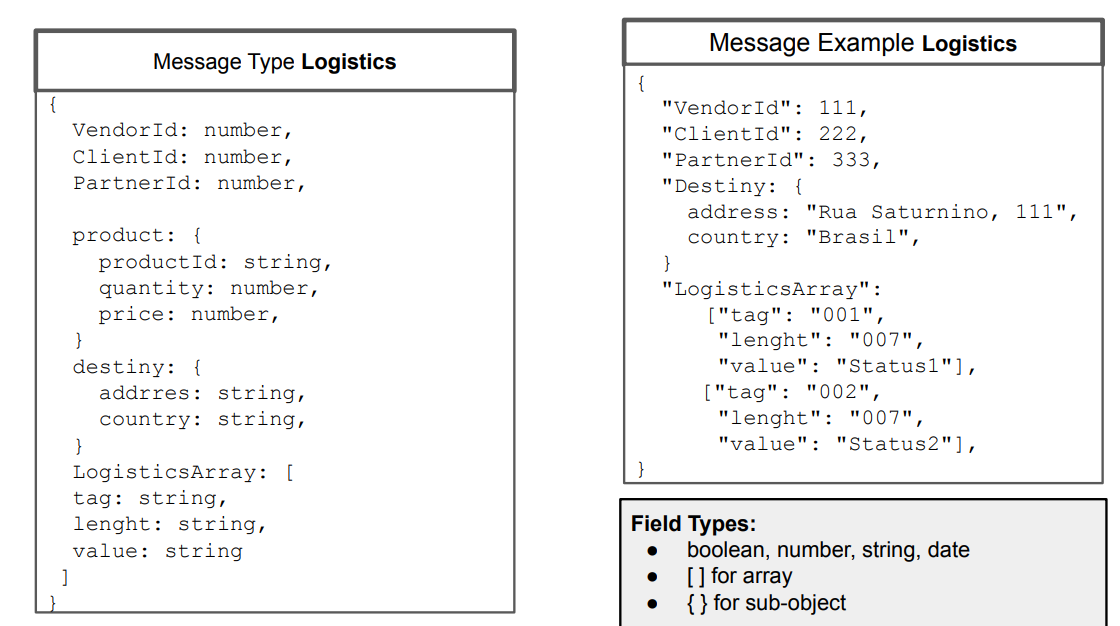 Message Type Logistics
{
VendorId: number,
ClientId: number,
PartnerId: number,
product: {
productId: string,
quantity: number,
price: number,
}
destiny: {
addrres: string,
country: string,
}
LogisticsArray: [
tag: string,
lenght: string,
value: string
]
}
Message Example Logistics
{
"VendorId": 111,
"ClientId": 222,
"PartnerId": 333,
"Destiny: {
address: "Rua Saturnino, 111",
country: "Brasil",
}
"LogisticsArray":
["tag": "001",
"lenght": "007",
"value": "Status1"],
["tag": "002",
"lenght": "007",
"value": "Status2"],
}
Field Types:
● boolean, number, string, date
● [ ] for array
● { } for sub-object